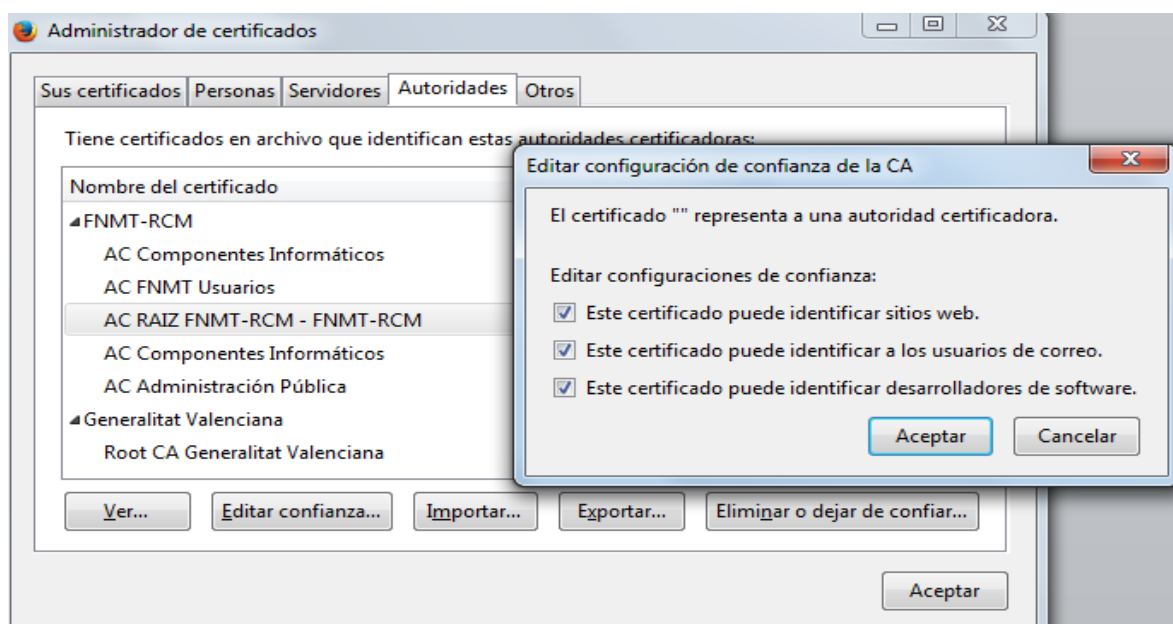 Administrador de certificados
Sus certificados Personas Servidores Autoridades Otros
Tiene certificados en archivo que identifican estas autoridades certificadoras:
Nombre del certificado
FNMT-RCM
AC Componentes Informáticos
AC FNMT Usuarios
AC RAIZ FNMT-RCM - FNMT-RCM
AC Componentes Informáticos
AC Administración Pública
Generalitat Valenciana
Root CA Generalitat Valenciana
Ver... Editar confianza... Importar... Exportar... Eliminar o dejar de confiar...
Aceptar
Editar configuración de confianza de la CA
El certificado "" representa a una autoridad certificadora.
Editar configuraciones de confianza:
Este certificado puede identificar sitios web.
Este certificado puede identificar a los usuarios de correo.
Este certificado puede identificar desarrolladores de software.
Aceptar Cancelar